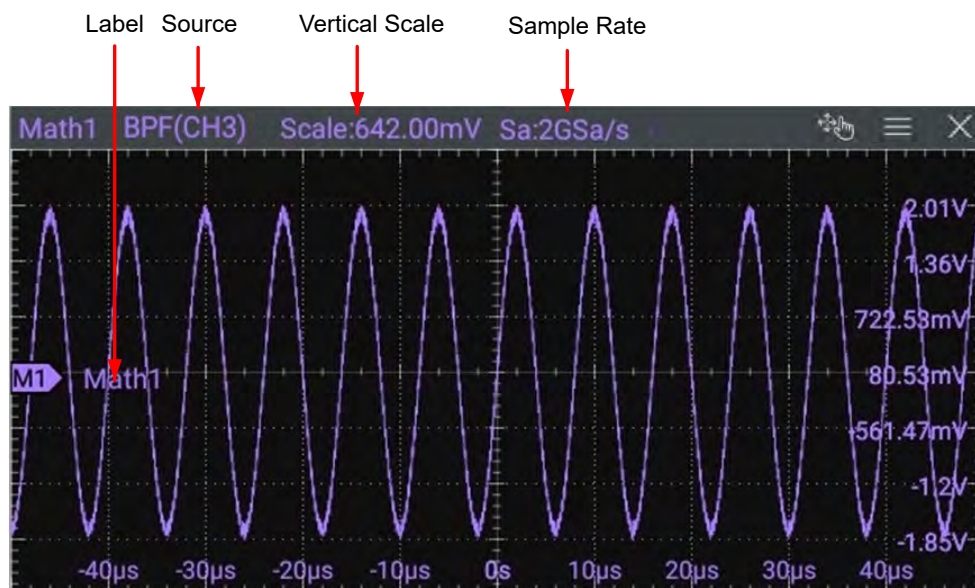 Label Source Vertical Scale Sample Rate
Math1 BPF(CH3) Scale:642.00mV Sa:2GSa/s
2.01V
1.36V
722.53mV
M1 Math1 80.53mV
-561.47mV
-1.2V
-1.85V
-40µs -30µs -20µs -10µs 0s 10µs 20µs 30µs 40µs